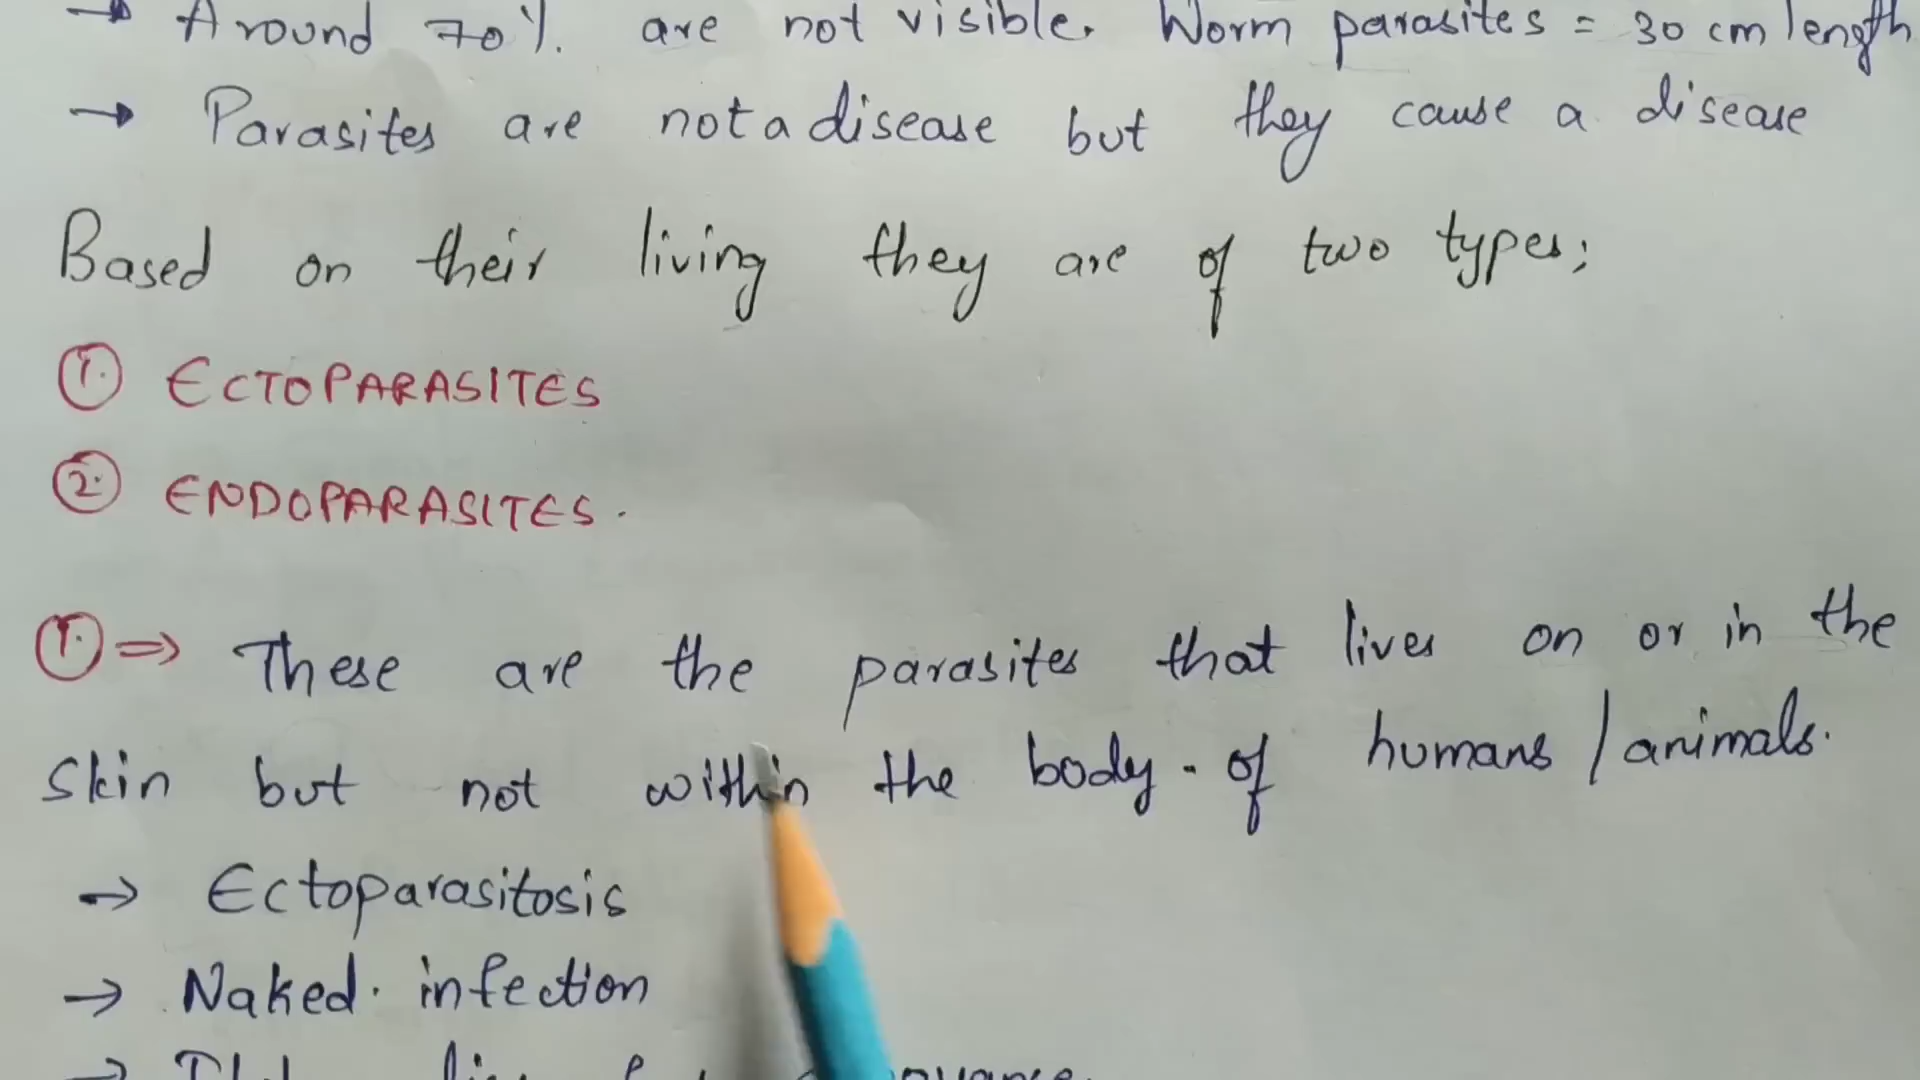 → Around 70%. are not visible. Worm parasites = 30 cm length
→ Parasites are not a disease but they cause a disease
Based on their living they are of two types;
1. ECTOPARASITES
2. ENDOPARASITES.
1. ⇒ These are the parasites that lives on or in the
skin but not within the body. of humans / animals.
→ Ectoparasitosis
→ Naked. infection
→